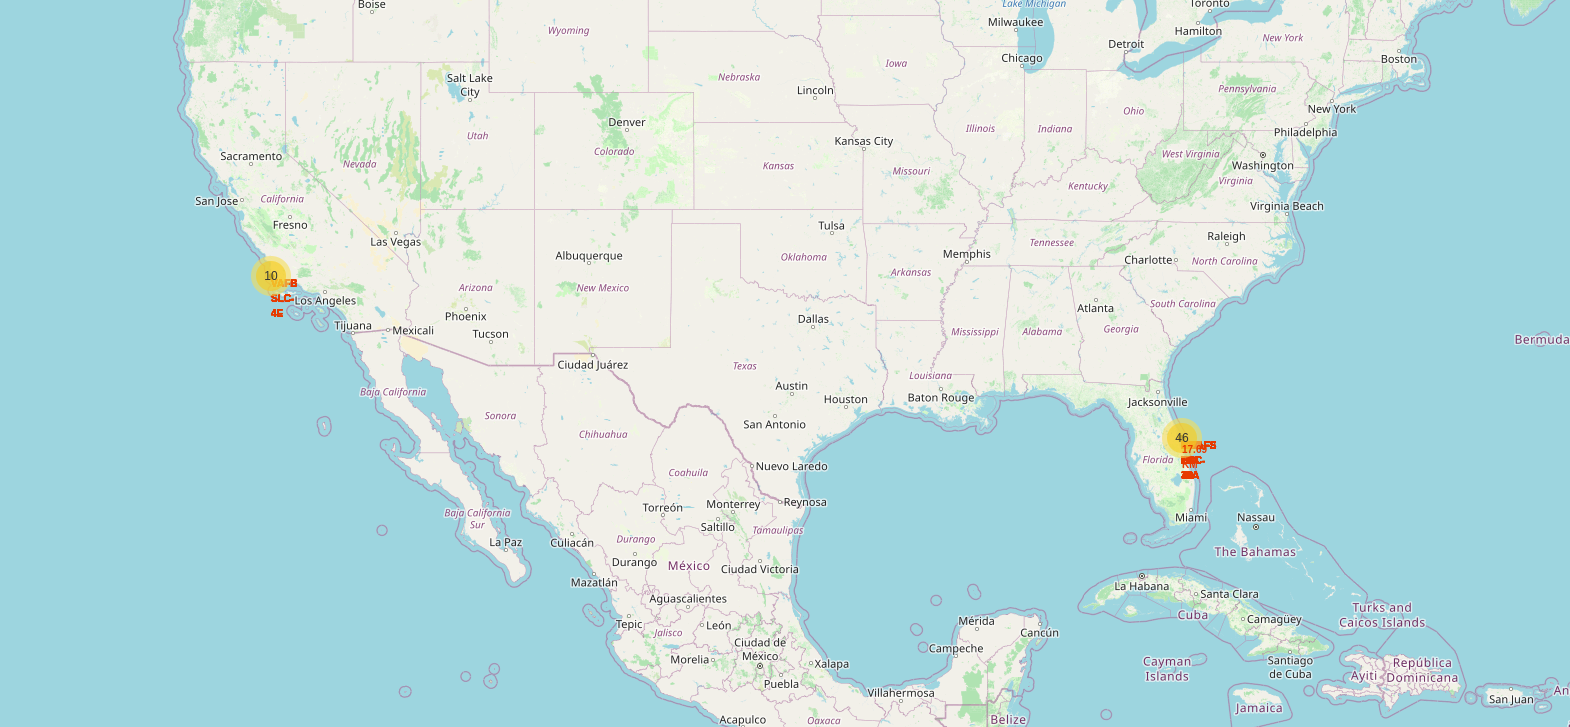 Boise
Toronto
Lake Michigan
Milwaukee
Hamilton
Wyoming
New York
Detroit
Chicago
Boston
Iowa
Salt Lake
City
Nebraska
Lincoln
Pennsylvania
New York
Ohio
Denver
Philadelphia
Illinois
Indiana
Utah
Kansas City
Colorado
Sacramento
Nevada
Kansas
Missouri
West Virginia
Washington
Virginia
Kentucky
San Jose
California
Virginia Beach
Fresno
Tulsa
Las Vegas
Raleigh
Tennessee
Albuquerque
Oklahoma
Memphis
Charlotte
North Carolina
Arkansas
10
Arizona
New Mexico
SLC-
Los Angeles
4E
South Carolina
Atlanta
Phoenix
Dallas
Tijuana
Mexicali
Tucson
Mississippi
Alabama
Georgia
Bermuda
Ciudad Juárez
Texas
Louisiana
Austin
Baja California
Houston
Baton Rouge
Jacksonville
Sonora
San Antonio
Chihuahua
46
17.69
Florida
KM
Nuevo Laredo
Coahuila
Torreón
Monterrey
Reynosa
Baja California
Sur
Saltillo
Miami
Nassau
Tamaulipas
La Paz
Culiacán
Durango
The Bahamas
Durango
México
Ciudad Victoria
Mazatlán
La Habana
Santa Clara
Aguascalientes
Turks and
Caicos Islands
Cuba
Camagüey
Tepic
León
Mérida
Jalisco
Cancún
Ciudad de
México
Campeche
Morelia
Xalapa
Cayman
Islands
Santiago
de Cuba
República
Dominicana
Ayiti
Puebla
Villahermosa
San Juan
An
Jamaica
Acapulco
Oaxaca
Belize